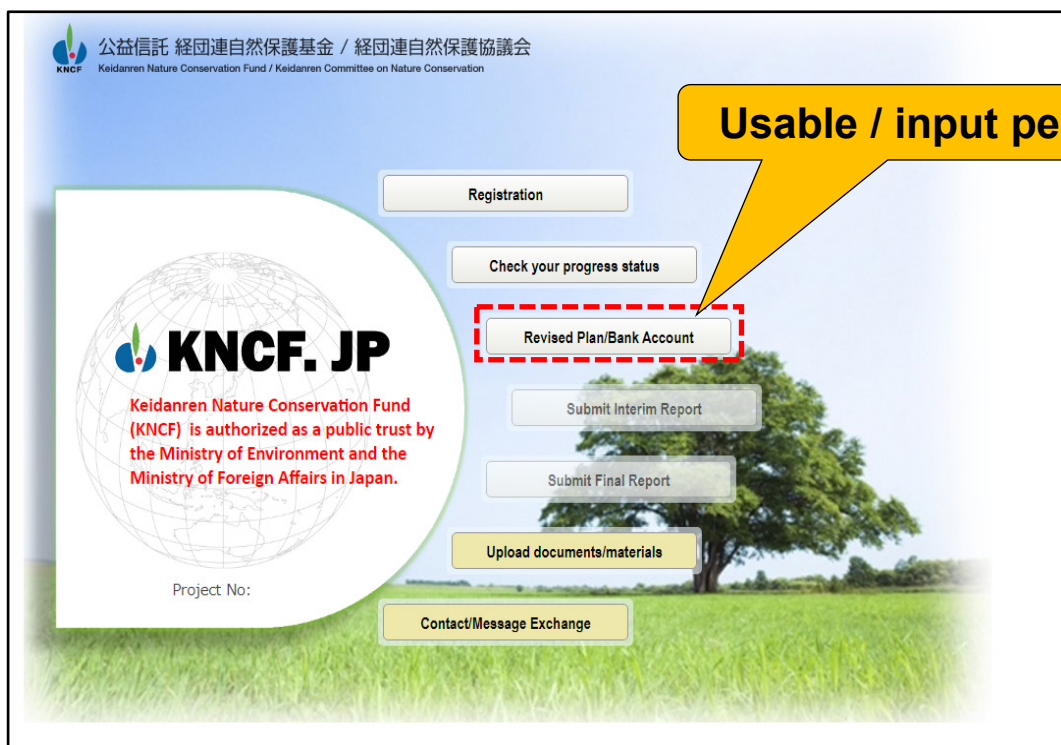 公益信託 経団連自然保護基金 / 経団連自然保護協議会
KNCF
Keidanren Nature Conservation Fund / Keidanren Committee on Nature Conservation
Usable / input pe
Registration
Check your progress status
Revised Plan/Bank Account
KNCF. JP
Submit Interim Report
Keidanren Nature Conservation Fund
(KNCF) is authorized as a public trust by
the Ministry of Environment and the
Ministry of Foreign Affairs in Japan.
Submit Final Report
Upload documents/materials
Project No:
Contact/Message Exchange